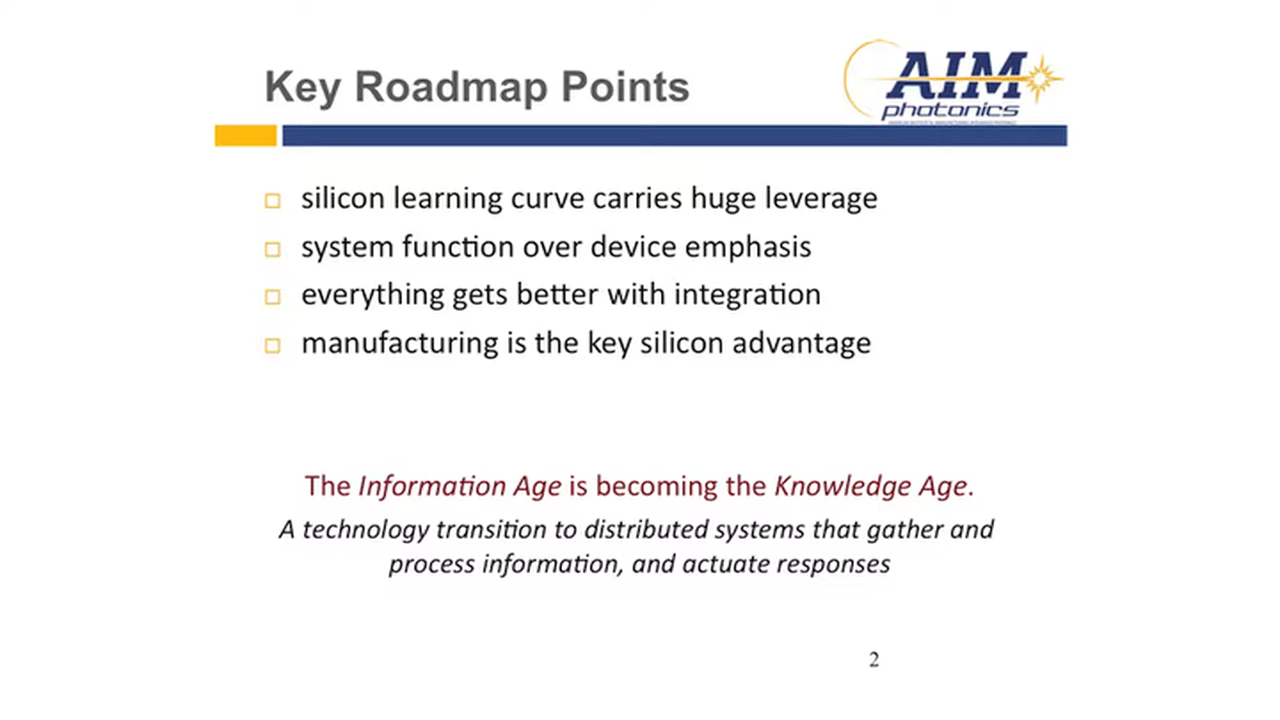 Key Roadmap Points
AIM
photonics
silicon learning curve carries huge leverage
system function over device emphasis
everything gets better with integration
manufacturing is the key silicon advantage
The Information Age is becoming the Knowledge Age.
A technology transition to distributed systems that gather and
process information, and actuate responses
2